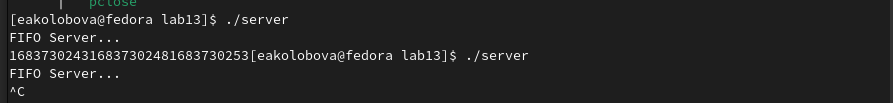 | pclose
[eakolobova@fedora lab13]$ ./server
FIFO Server...
168373024316837302481683730253[eakolobova@fedora lab13]$ ./server
FIFO Server...
^C